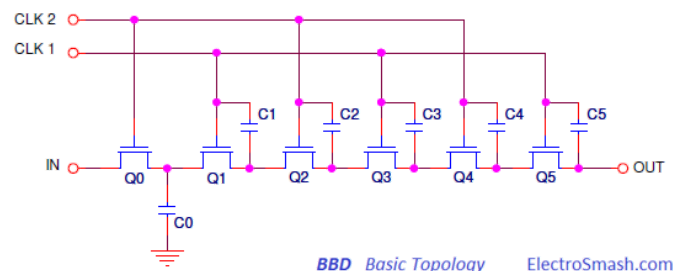 CLK 2
CLK 1
C1 C2 C3 C4 C5
IN OUT
Q0 Q1 Q2 Q3 Q4 Q5
C0
BBD Basic Topology ElectroSmash.com